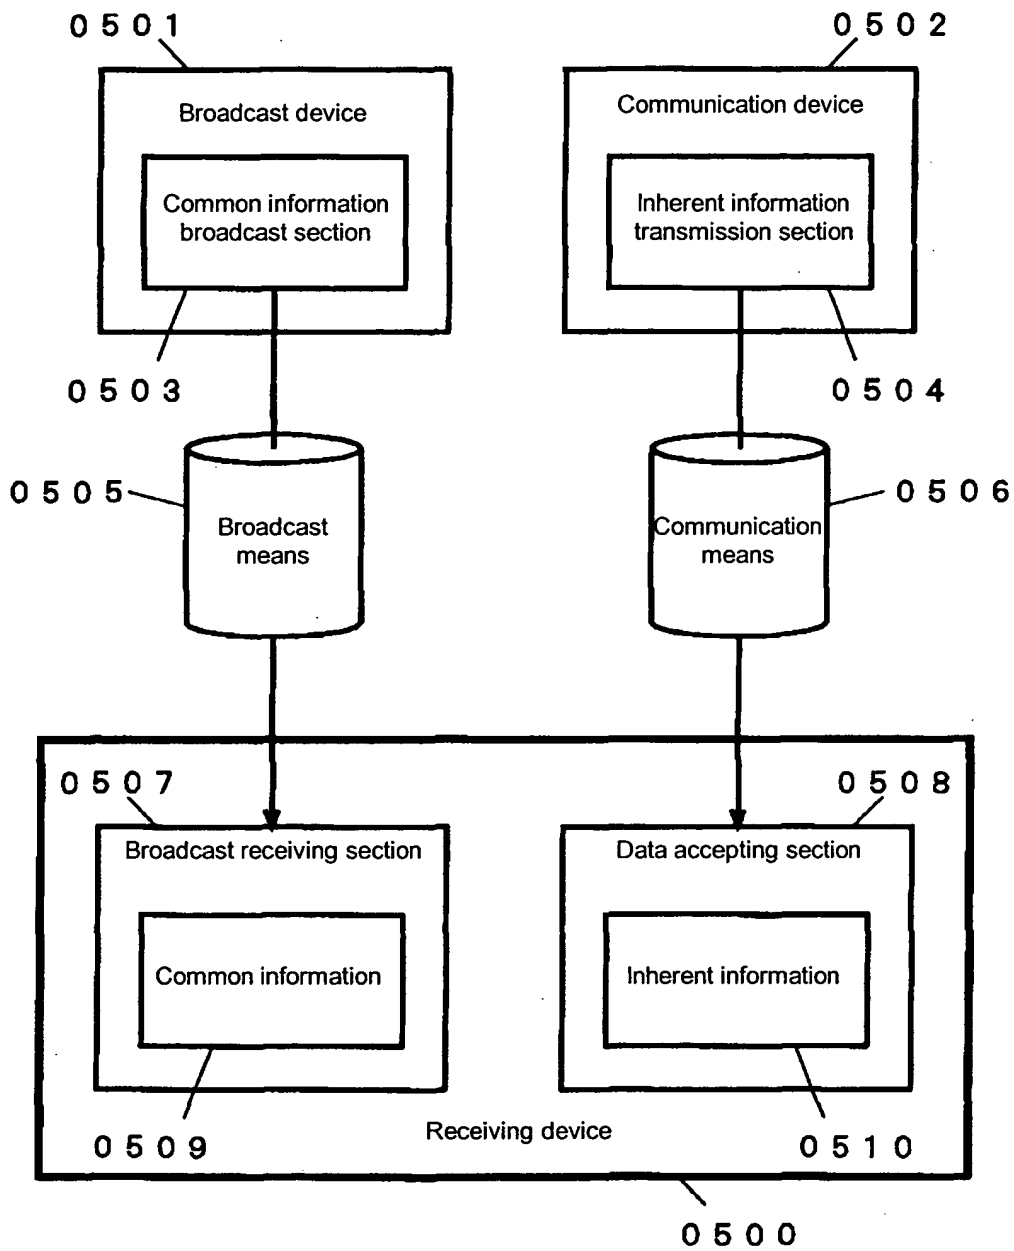 0501
0502
Broadcast device
Communication device
Common information
broadcast section
Inherent information
transmission section
0503
0504
0505
0506
Broadcast
means
Communication
means
0507
0508
Broadcast receiving section
Data accepting section
Common information
Inherent information
0509
Receiving device
0510
0500